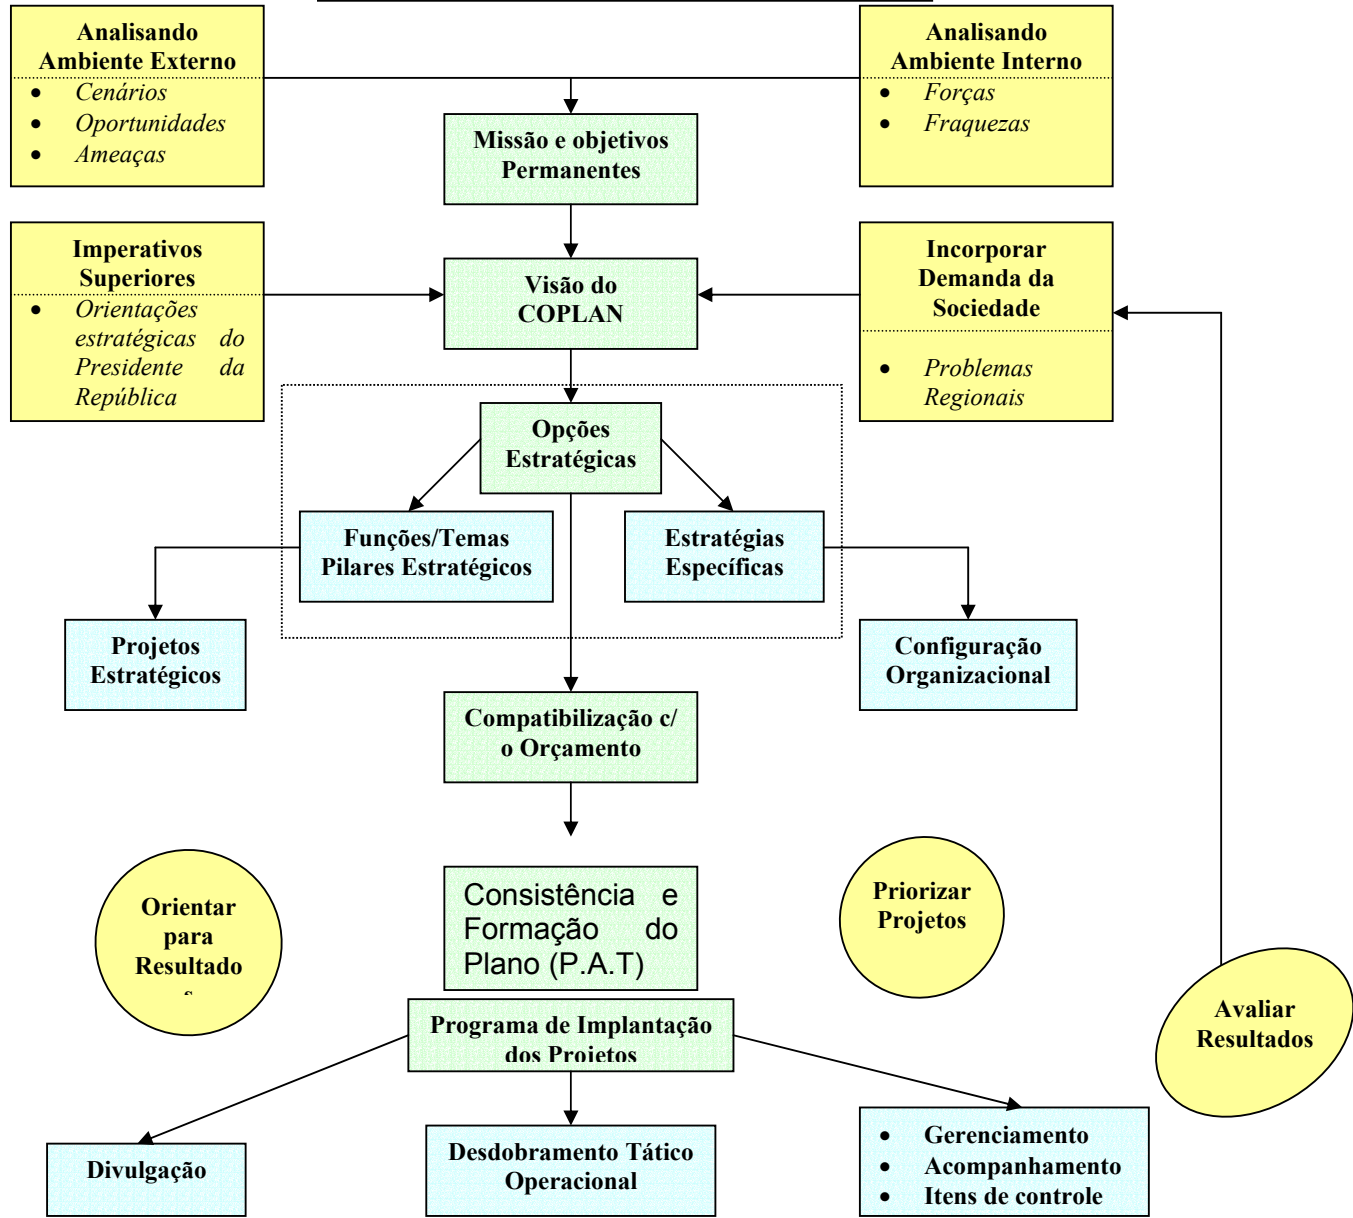 Analisando
Ambiente Externo
• Cenários
• Oportunidades
• Ameaças
Analisando
Ambiente Interno
• Forças
• Fraquezas
Missão e objetivos
Permanentes
Imperativos
Superiores
• Orientações
estratégicas do
Presidente da
República
Visão do
COPLAN
Incorporar
Demanda da
Sociedade
• Problemas
Regionais
Opções
Estratégicas
Funções/Temas
Pilares Estratégicos
Estratégias
Específicas
Projetos
Estratégicos
Configuração
Organizacional
Compatibilização c/
o Orçamento
Orientar
para
Resultado
s
Consistência e
Formação do
Plano (P.A.T)
Priorizar
Projetos
Avaliar
Resultados
Programa de Implantação
dos Projetos
Divulgação
Desdobramento Tático
Operacional
• Gerenciamento
• Acompanhamento
• Itens de controle